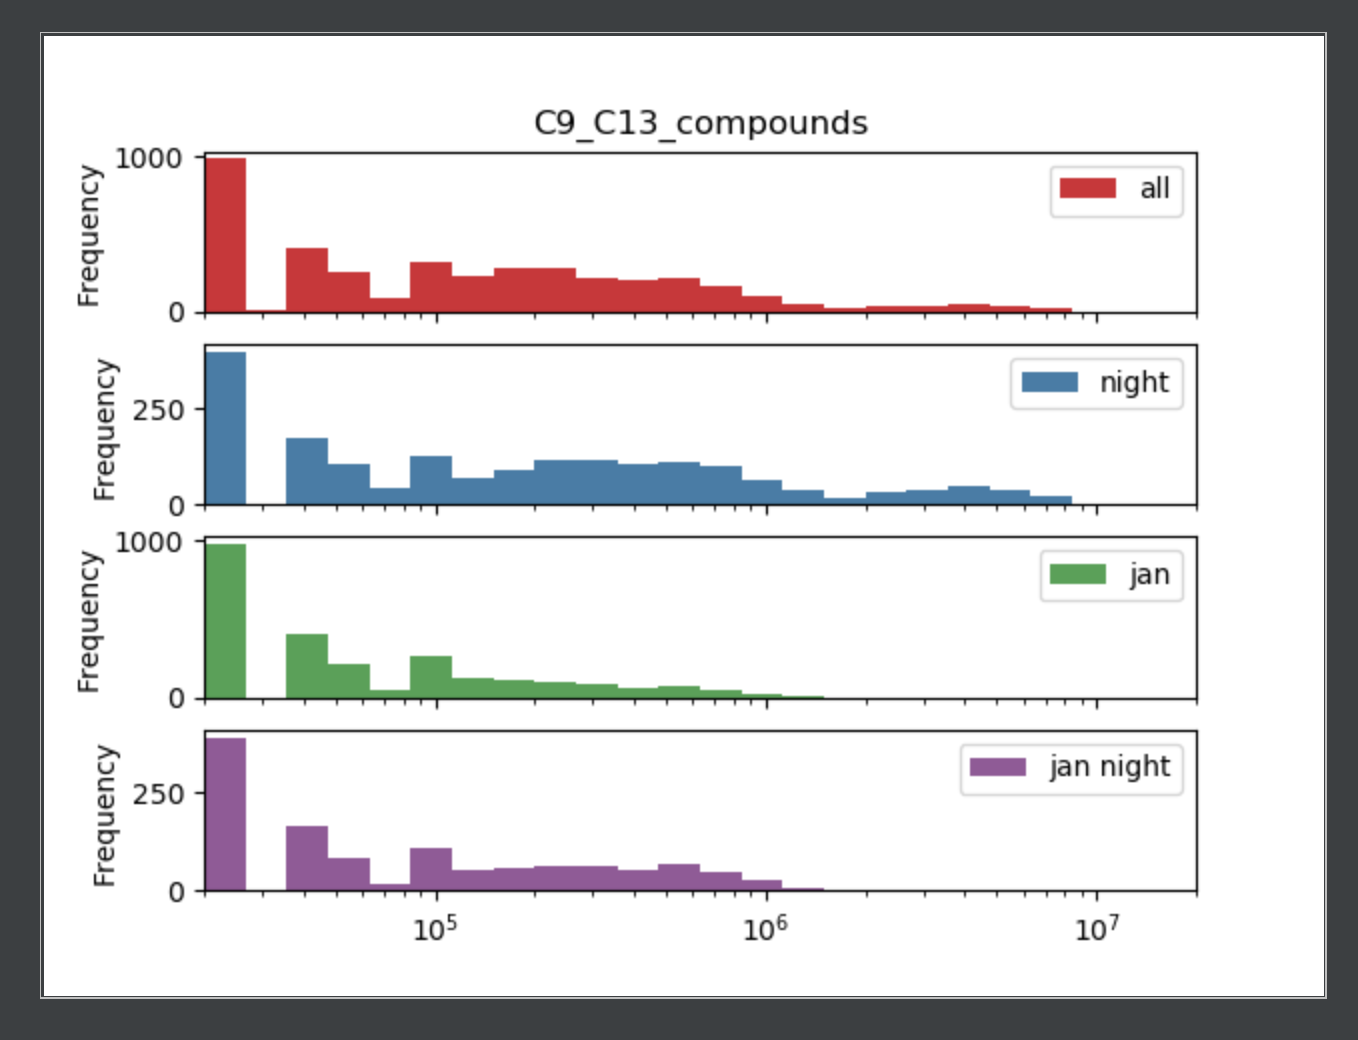 C9_C13_compounds
Frequency
1000
0
all
Frequency
250
0
night
Frequency
1000
0
jan
Frequency
250
0
jan night
10⁵ 10⁶ 10⁷